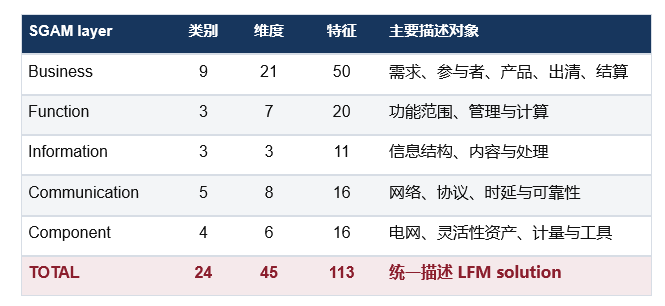 SGAM layer 类别 维度 特征 主要描述对象
Business 9 21 50 需求、参与者、产品、出清、结算
Function 3 7 20 功能范围、管理与计算
Information 3 3 11 信息结构、内容与处理
Communication 5 8 16 网络、协议、时延与可靠性
Component 4 6 16 电网、灵活性资产、计量与工具
TOTAL 24 45 113 统一描述 LFM solution